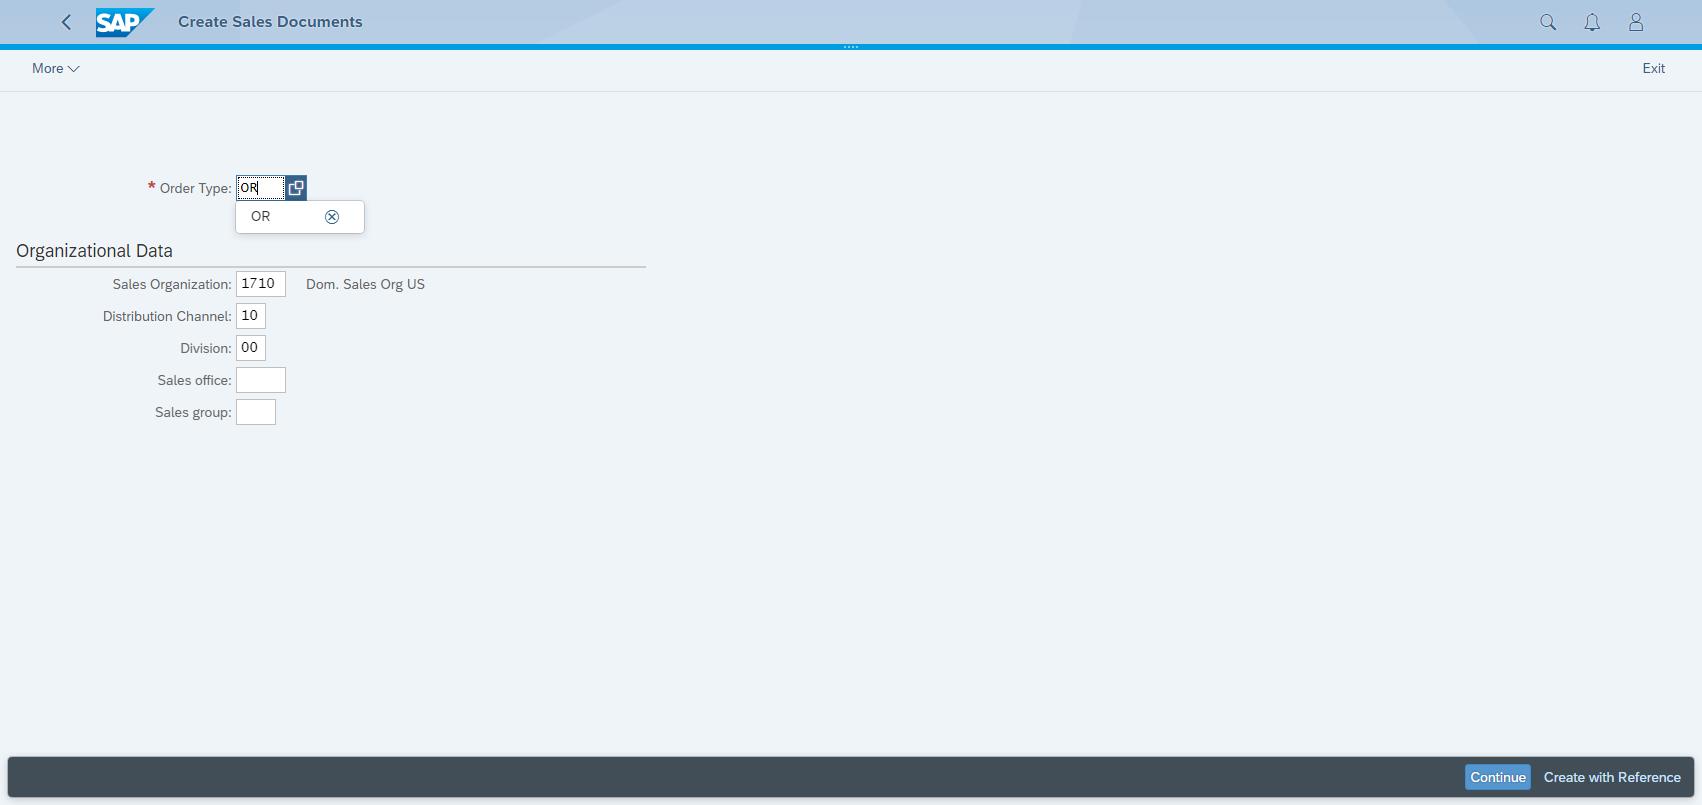 SAP Create Sales Documents
More Exit
* Order Type: OR
OR
Organizational Data
Sales Organization: 1710 Dom. Sales Org US
Distribution Channel: 10
Division: 00
Sales office:
Sales group:
Continue Create with Reference